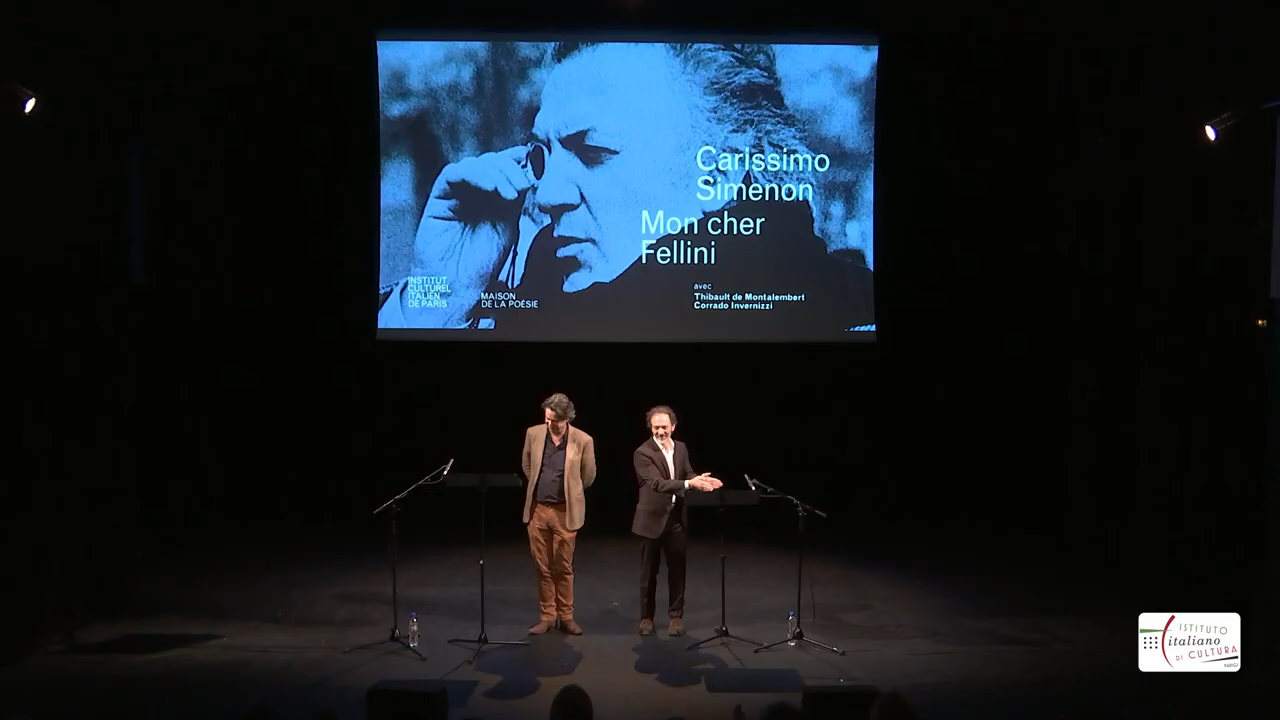 Carissimo
Simenon
Mon cher
Fellini
INSTITUT
CULTUREL
ITALIEN
DE PARIS
MAISON
DE LA POÉSIE
avec
Thibault de Montalembert
Corrado Invernizzi
ISTITUTO
italiano
DI CULTURA
PARIGI